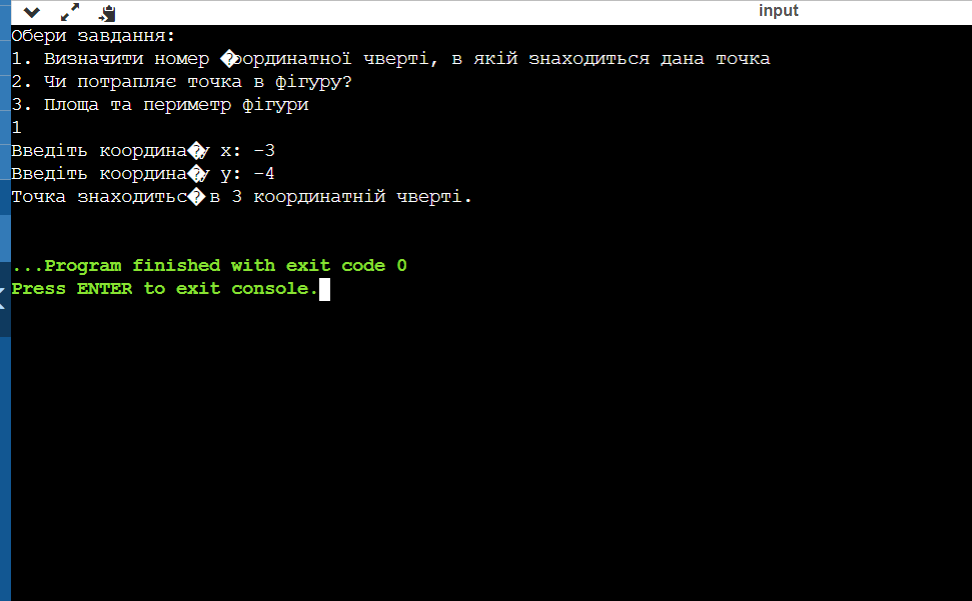 input
Обери завдання:
1. Визначити номер �оординатної чверті, в якій знаходиться дана точка
2. Чи потрапляє точка в фігуру?
3. Площа та периметр фігури
1
Введіть координа�у x: -3
Введіть координа�у y: -4
Точка знаходитьс� в 3 координатній чверті.
...Program finished with exit code 0
Press ENTER to exit console.